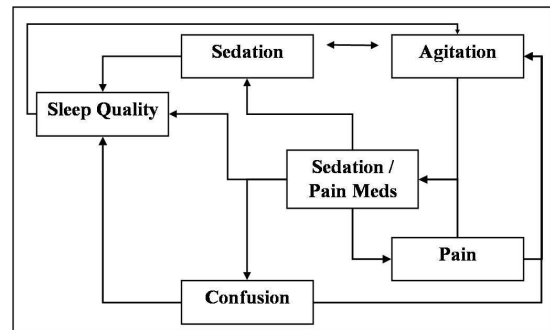 Sedation
Agitation
Sleep Quality
Sedation /
Pain Meds
Pain
Confusion